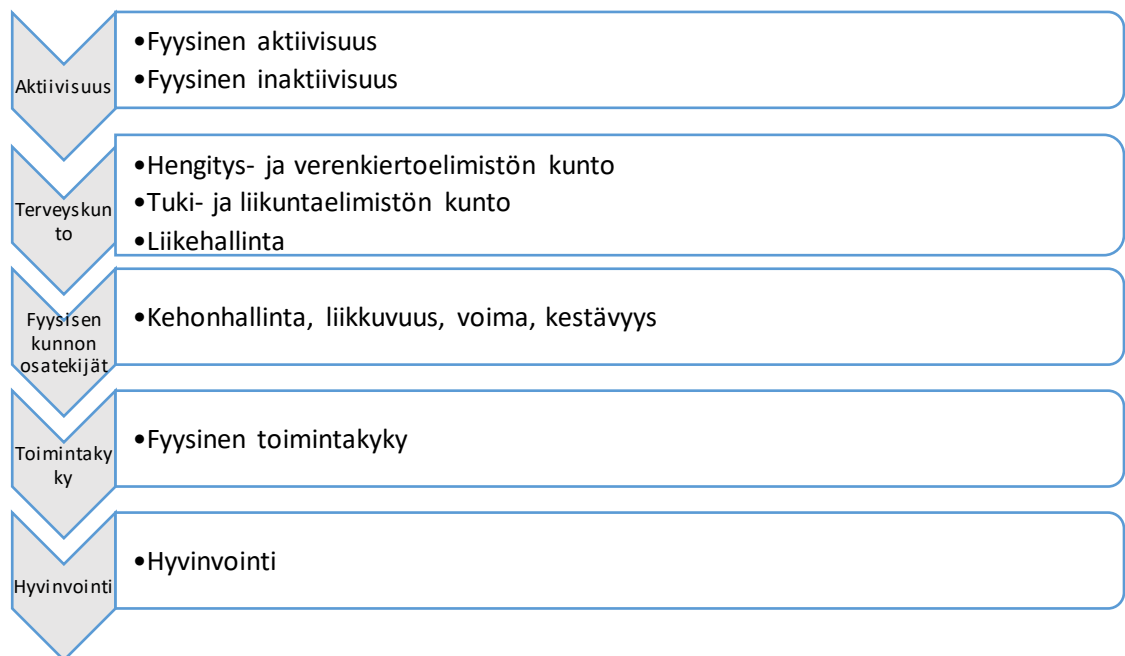 Aktiivisuus
•Fyysinen aktiivisuus
•Fyysinen inaktiivisuus
Terveyskun
to
•Hengitys- ja verenkiertoelimistön kunto
•Tuki- ja liikuntaelimistön kunto
•Liikehallinta
Fyysisen
kunnon
osatekijät
•Kehonhallinta, liikkuvuus, voima, kestävyys
Toimintaky
ky
•Fyysinen toimintakyky
Hyvinvointi
•Hyvinvointi